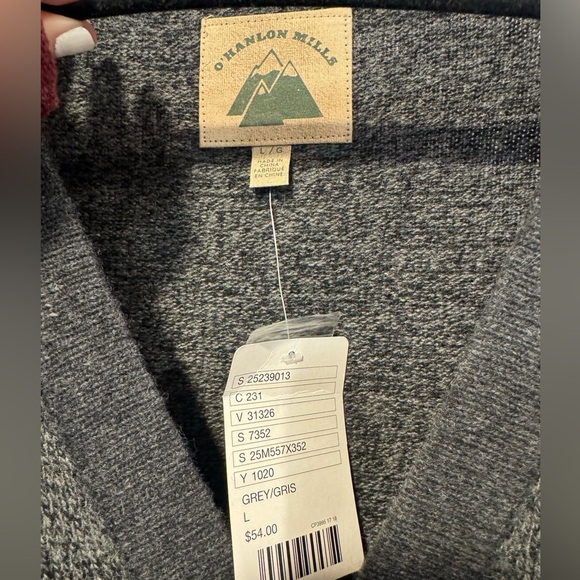 O'HANLON MILLS
L/G
MADE IN
CHINA
FABRIQUÉ
EN CHINE
S 25239013
C 231
V 31326
S 7352
S 25M557X352
Y 1020
GREY/GRIS
L
$54.00